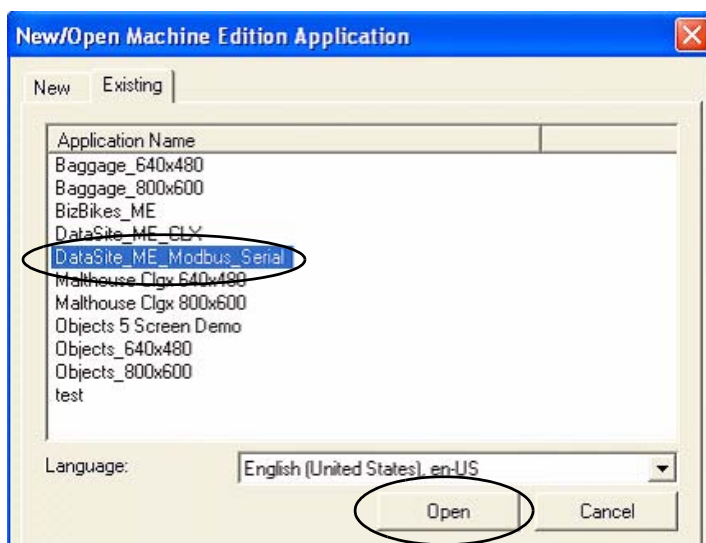 New/Open Machine Edition Application
New Existing
Application Name
Baggage_640x480
Baggage_800x600
BizBikes_ME
DataSite_ME_CLX
DataSite_ME_Modbus_Serial
Malthouse Clgx 640x480
Malthouse Clgx 800x600
Objects 5 Screen Demo
Objects_640x480
Objects_800x600
test
Language: English (United States), en-US
Open Cancel